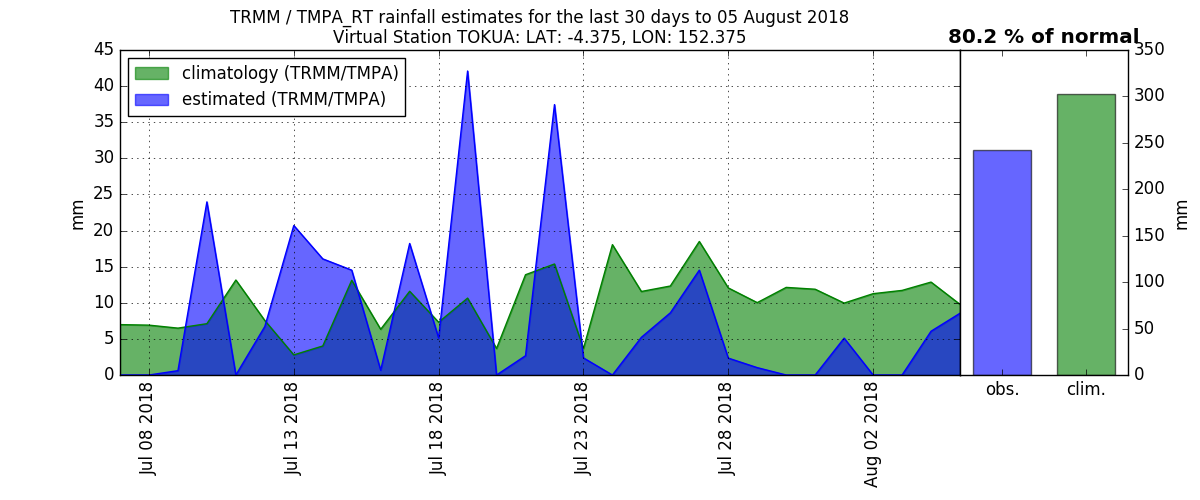 TRMM / TMPA_RT rainfall estimates for the last 30 days to 05 August 2018
Virtual Station TOKUA: LAT: -4.375, LON: 152.375
80.2 % of normal
climatology (TRMM/TMPA)
estimated (TRMM/TMPA)
45
40
35
30
25
20
15
10
5
0
mm
Jul 08 2018
Jul 13 2018
Jul 18 2018
Jul 23 2018
Jul 28 2018
Aug 02 2018
350
300
250
200
150
100
50
0
mm
obs.
clim.